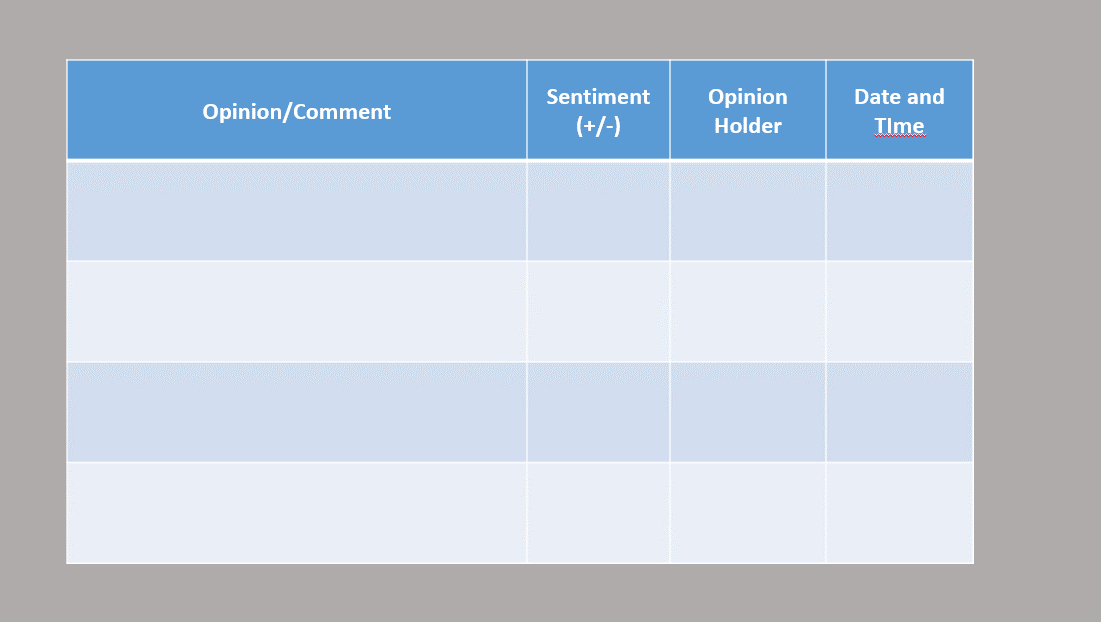 Opinion/Comment
Sentiment
(+/-)
Opinion
Holder
Date and
TIme